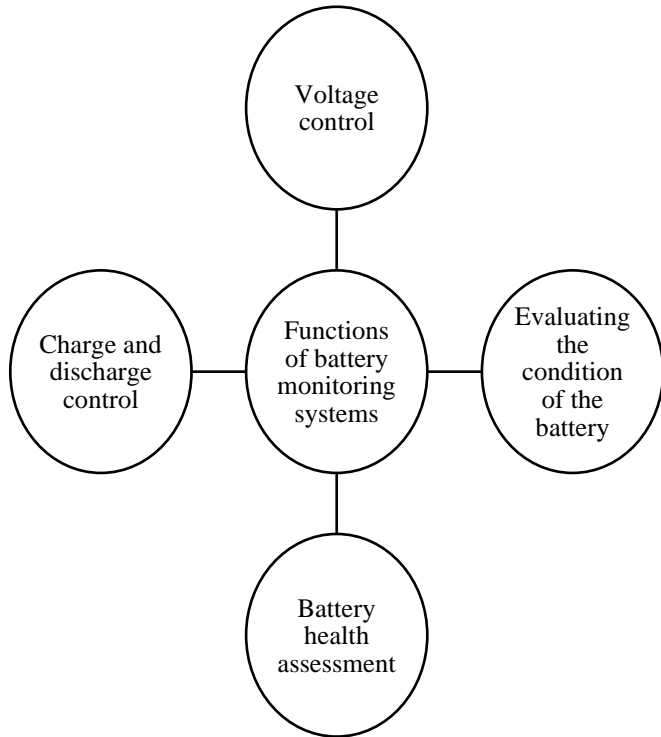 Voltage
control
Charge and
discharge
control
Functions
of battery
monitoring
systems
Evaluating
the
condition
of the
battery
Battery
health
assessment